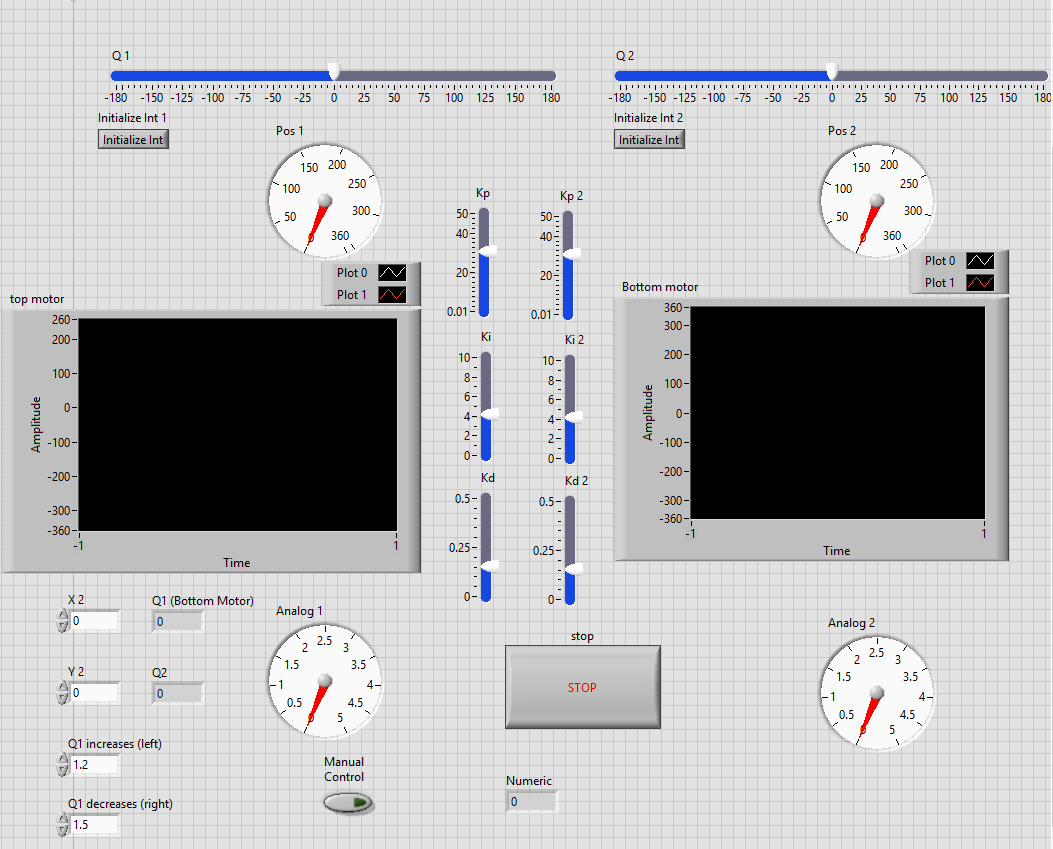 Q 1
-180 -150 -125 -100 -75 -50 -25 0 25 50 75 100 125 150 180
Initialize Int 1
Initialize Int
Q 2
-180 -150 -125 -100 -75 -50 -25 0 25 50 75 100 125 150 180
Initialize Int 2
Initialize Int
Pos 1
0 50 100 150 200 250 300 360
Pos 2
0 50 100 150 200 250 300 360
Kp
50
40
20
0.01
Kp 2
50
40
20
0.01
Plot 0
Plot 1
top motor
260
200
100
0
-100
-200
-300
-360
Amplitude
-1 1
Time
Ki
10
8
6
4
2
0
Ki 2
10
8
6
4
2
0
Kd
0.5
0.25
0
Kd 2
0.5
0.25
0
Plot 0
Plot 1
Bottom motor
360
300
200
100
0
-100
-200
-300
-360
Amplitude
-1 1
Time
X 2
0
Q1 (Bottom Motor)
0
Y 2
0
Q2
0
Q1 increases (left)
1.2
Q1 decreases (right)
1.5
Analog 1
0 0.5 1 1.5 2 2.5 3 3.5 4 4.5 5
Manual
Control
stop
STOP
Numeric
0
Analog 2
0 0.5 1 1.5 2 2.5 3 3.5 4 4.5 5